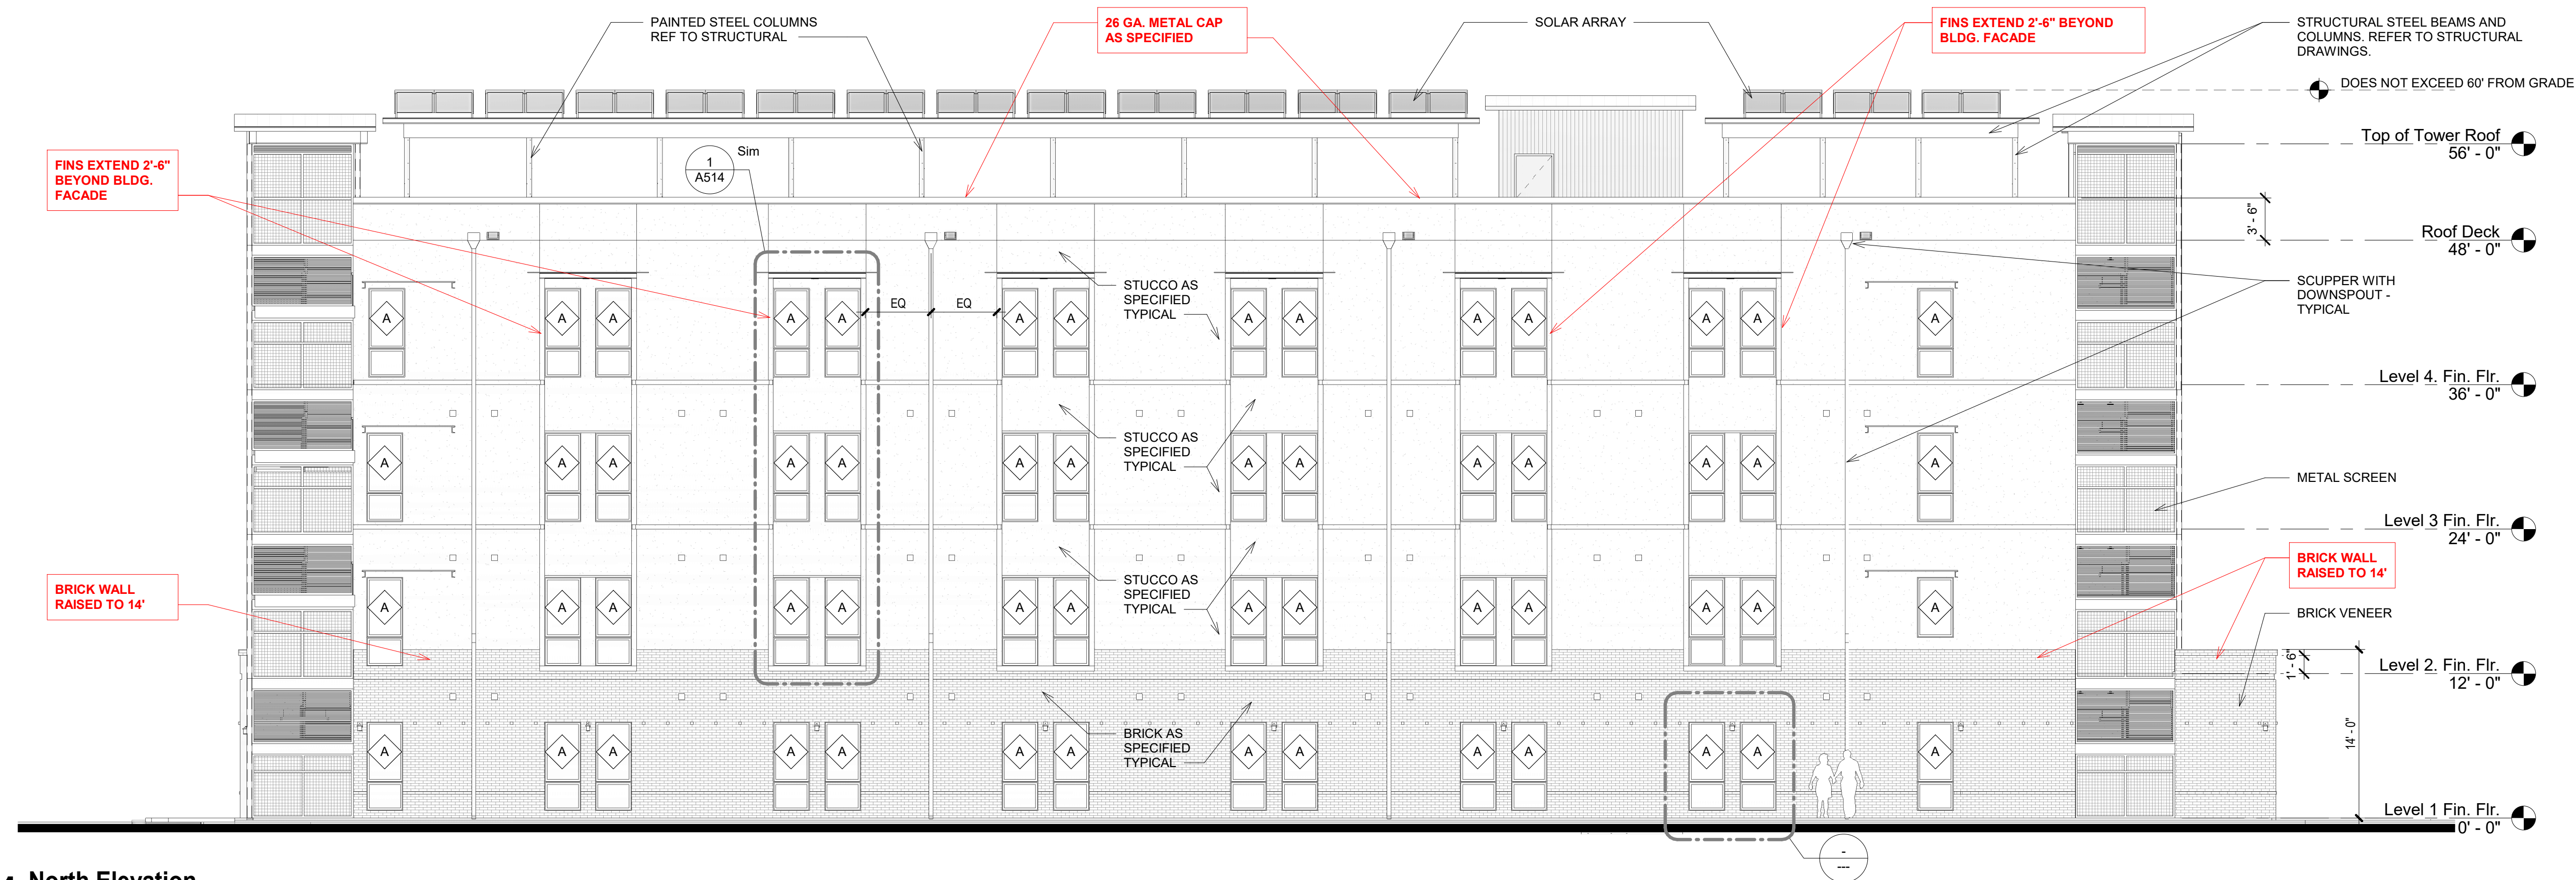 PAINTED STEEL COLUMNS
REF TO STRUCTURAL
26 GA. METAL CAP
AS SPECIFIED
SOLAR ARRAY
FINS EXTEND 2'-6" BEYOND
BLDG. FACADE
STRUCTURAL STEEL BEAMS AND
COLUMNS. REFER TO STRUCTURAL
DRAWINGS.
DOES NOT EXCEED 60' FROM GRADE
Top of Tower Roof
56' - 0"
FINS EXTEND 2'-6"
BEYOND BLDG.
FACADE
1
A514
Sim
3' - 6"
Roof Deck
48' - 0"
STUCCO AS
SPECIFIED
TYPICAL
SCUPPER WITH
DOWNSPOUT -
TYPICAL
EQ EQ
A A A A A A A A A A A A A A
Level 4. Fin. Flr.
36' - 0"
STUCCO AS
SPECIFIED
TYPICAL
A A A A A A A A A A A A A A
METAL SCREEN
Level 3 Fin. Flr.
24' - 0"
BRICK WALL
RAISED TO 14'
STUCCO AS
SPECIFIED
TYPICAL
A A A A A A A A A A A A A A
BRICK WALL
RAISED TO 14'
BRICK VENEER
1' - 6"
Level 2. Fin. Flr.
12' - 0"
14' - 0"
BRICK AS
SPECIFIED
TYPICAL
A A A A A A A A A A A A A A
Level 1 Fin. Flr.
0' - 0"
-
---
North Elevation